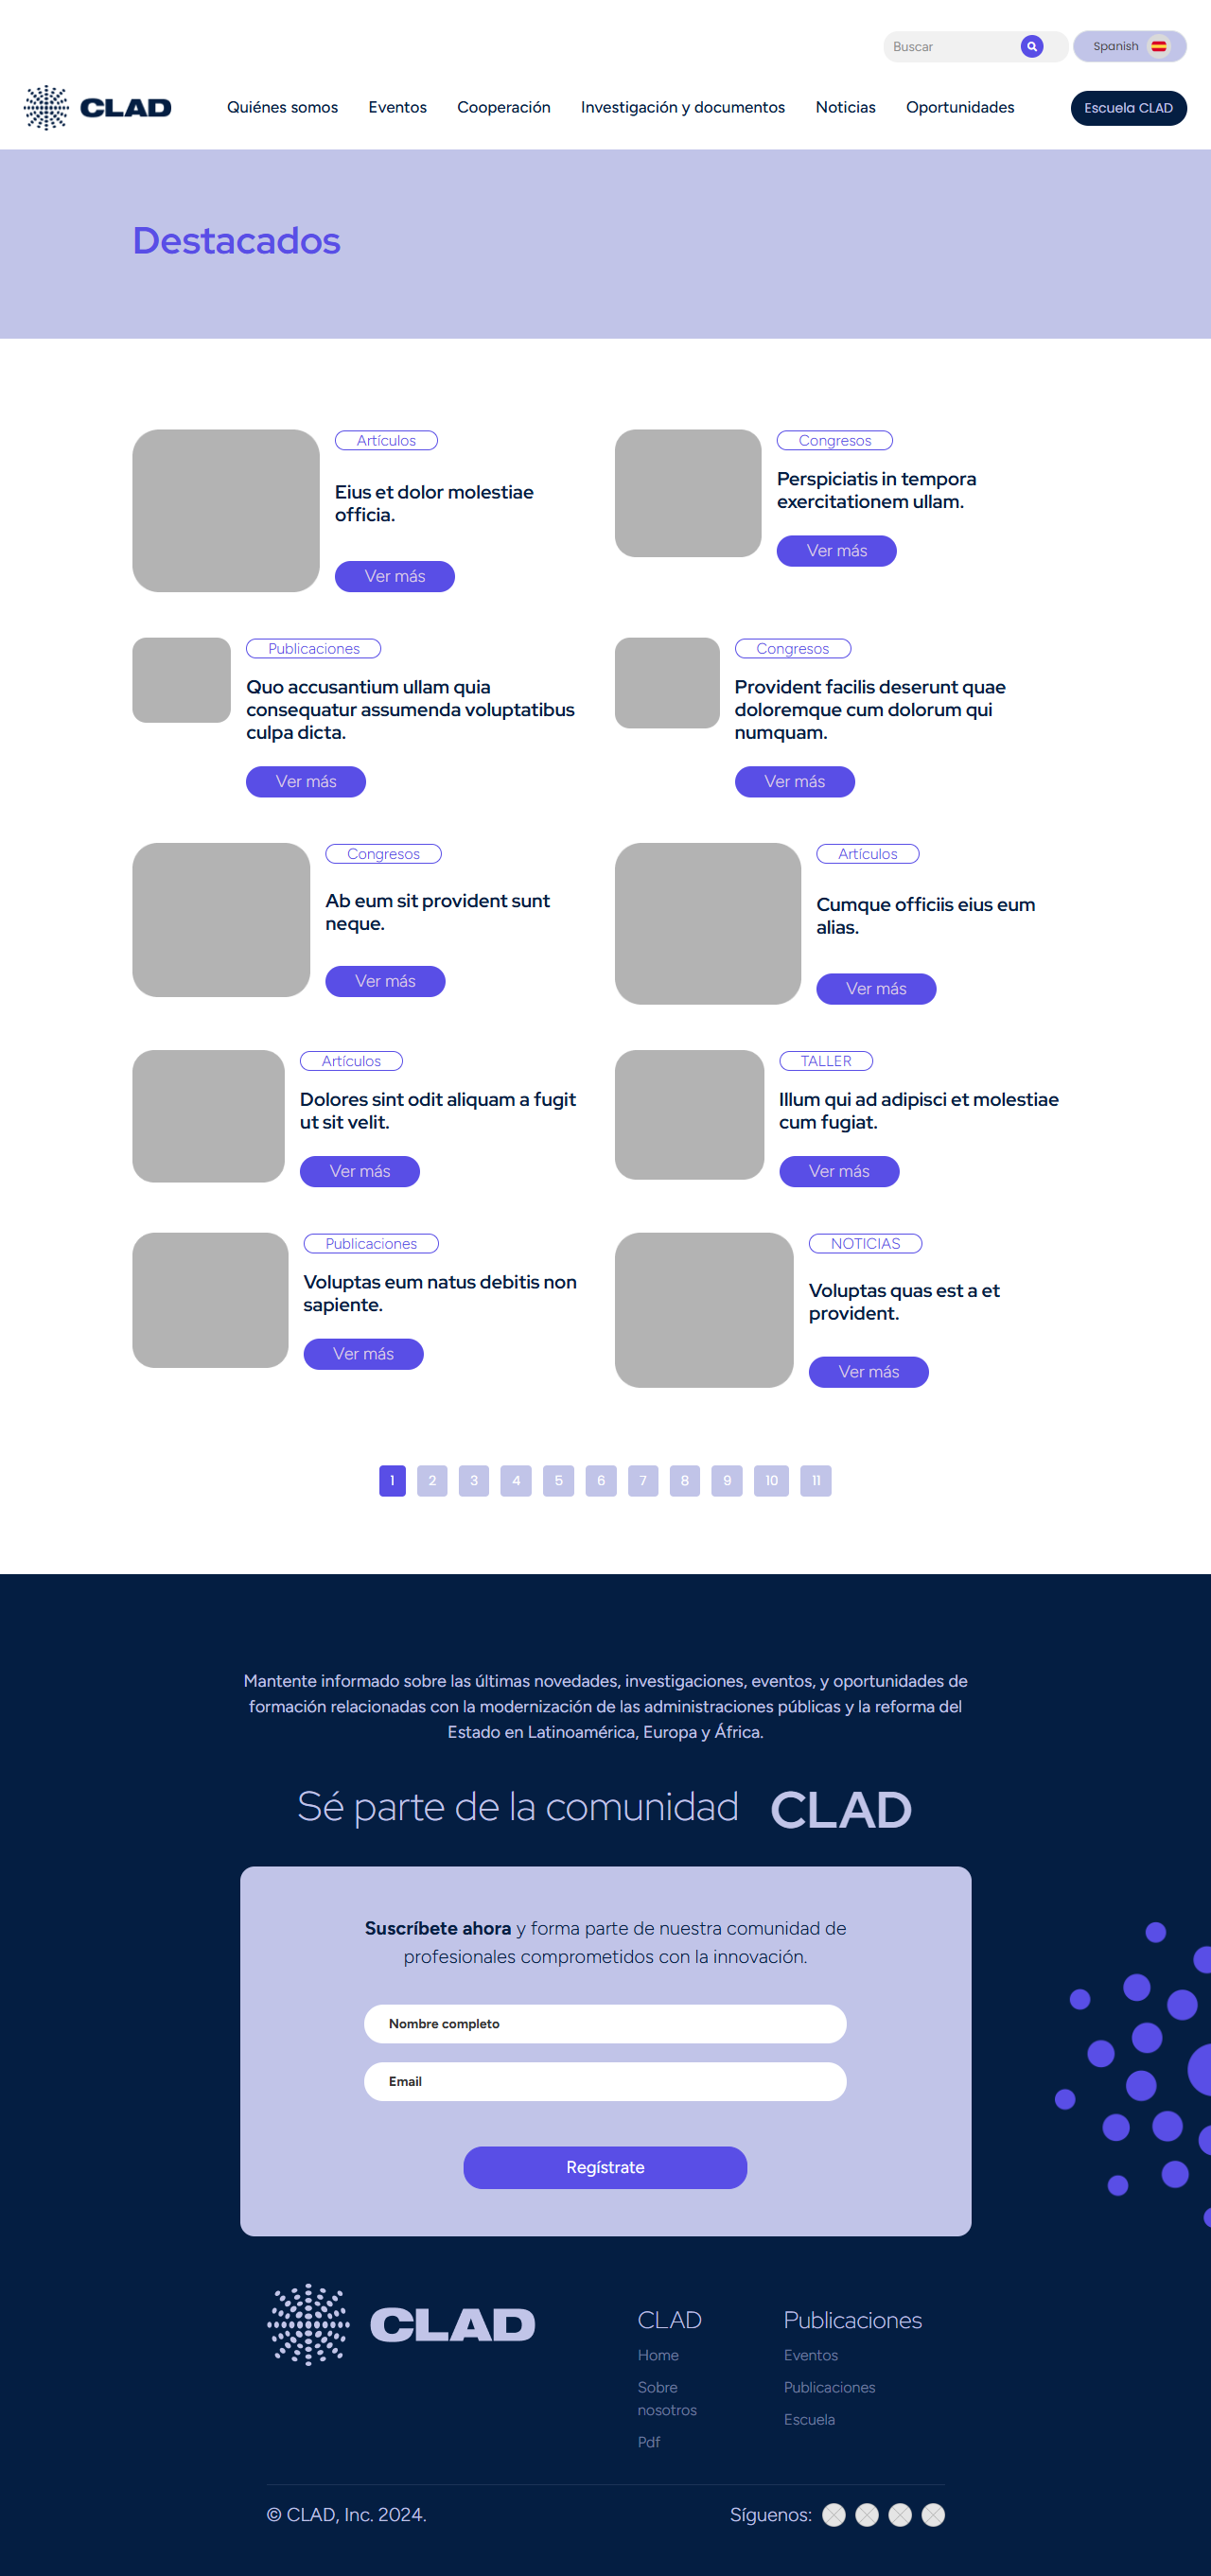 Buscar
Spanish
CLAD
Quiénes somos
Eventos
Cooperación
Investigación y documentos
Noticias
Oportunidades
Escuela CLAD
Destacados
Artículos
Eius et dolor molestiae
officia.
Ver más
Congresos
Perspiciatis in tempora
exercitationem ullam.
Ver más
Publicaciones
Quo accusantium ullam quia
consequatur assumenda voluptatibus
culpa dicta.
Ver más
Congresos
Provident facilis deserunt quae
doloremque cum dolorum qui
numquam.
Ver más
Congresos
Ab eum sit provident sunt
neque.
Ver más
Artículos
Cumque officiis eius eum
alias.
Ver más
Artículos
Dolores sint odit aliquam a fugit
ut sit velit.
Ver más
TALLER
Illum qui ad adipisci et molestiae
cum fugiat.
Ver más
Publicaciones
Voluptas eum natus debitis non
sapiente.
Ver más
NOTICIAS
Voluptas quas est a et
provident.
Ver más
1 2 3 4 5 6 7 8 9 10 11
Mantente informado sobre las últimas novedades, investigaciones, eventos, y oportunidades de
formación relacionadas con la modernización de las administraciones públicas y la reforma del
Estado en Latinoamérica, Europa y África.
Sé parte de la comunidad CLAD
Suscríbete ahora y forma parte de nuestra comunidad de
profesionales comprometidos con la innovación.
Nombre completo
Email
Regístrate
CLAD
CLAD
Home
Sobre
nosotros
Pdf
Publicaciones
Eventos
Publicaciones
Escuela
© CLAD, Inc. 2024.
Síguenos: